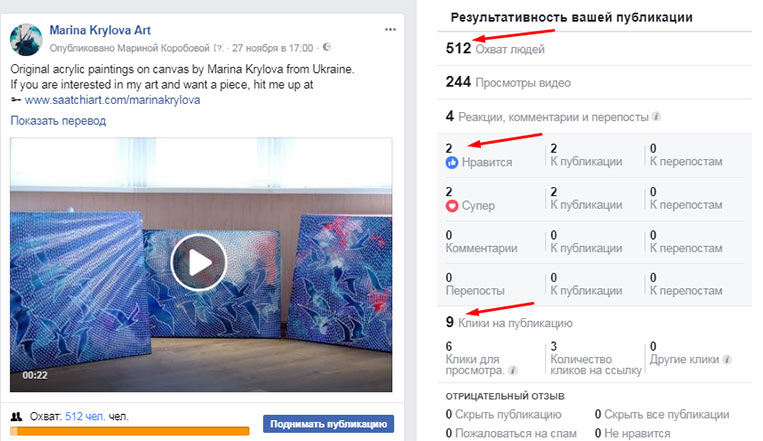 Marina Krylova Art
Опубликовано Мариной Коробовой [?] · 27 ноября в 17:00 ·
Original acrylic paintings on canvas by Marina Krylova from Ukraine.
If you are interested in my art and want a piece, hit me up at
➳ www.saatchiart.com/marinakrylova
Показать перевод
00:22
Охват: 512 чел. чел.
Поднимать публикацию
Результативность вашей публикации
512 Охват людей
244 Просмотры видео
4 Реакции, комментарии и перепосты
2 2 0
Нравится К публикации К перепостам
2 2 0
Супер К публикации К перепостам
0 0 0
Комментарии К публикации К перепостам
0 0 0
Перепосты К публикации К перепостам
9 Клики на публикацию
6 3 0
Клики для Количество Другие клики
просмотра. кликов на ссылку
ОТРИЦАТЕЛЬНЫЙ ОТЗЫВ
0 Скрыть публикацию 0 Скрыть все публикации
0 Пожаловаться на спам 0 Не нравится